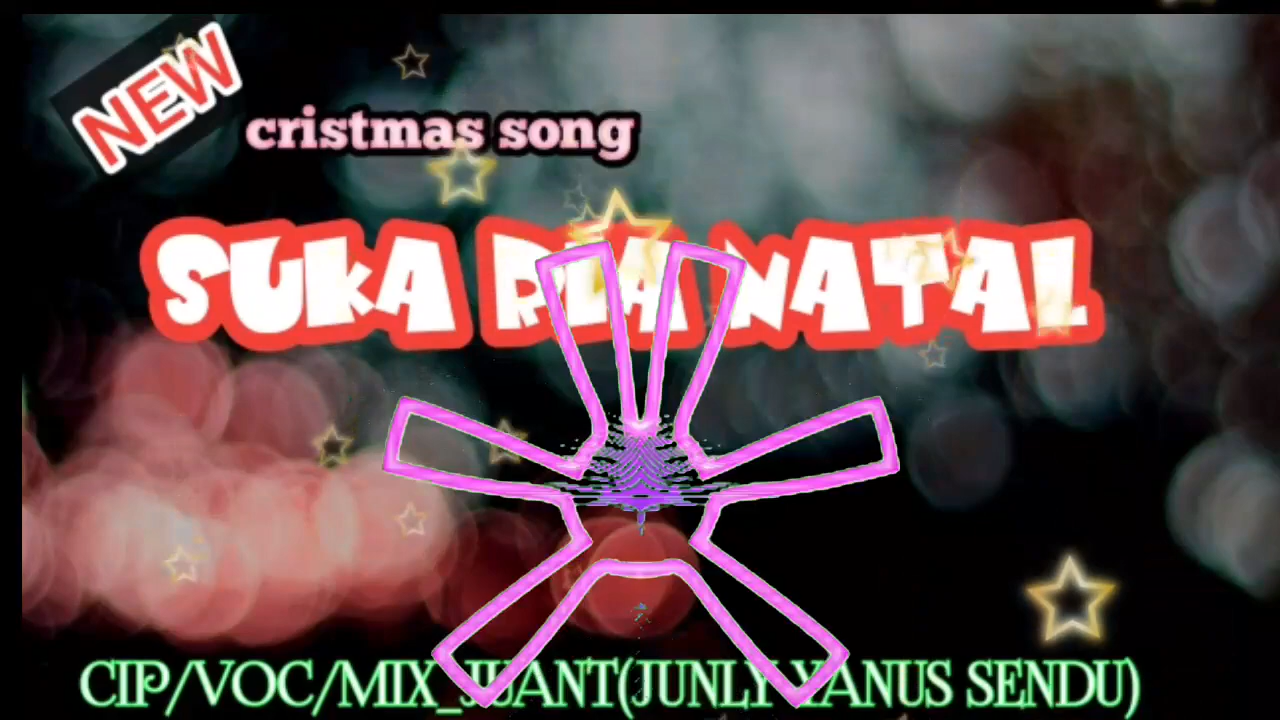 NEW
cristmas song
SUKA RIA NATAL
CIP/VOC/MIX_JUANT(JUNLY YANUS SENDU)